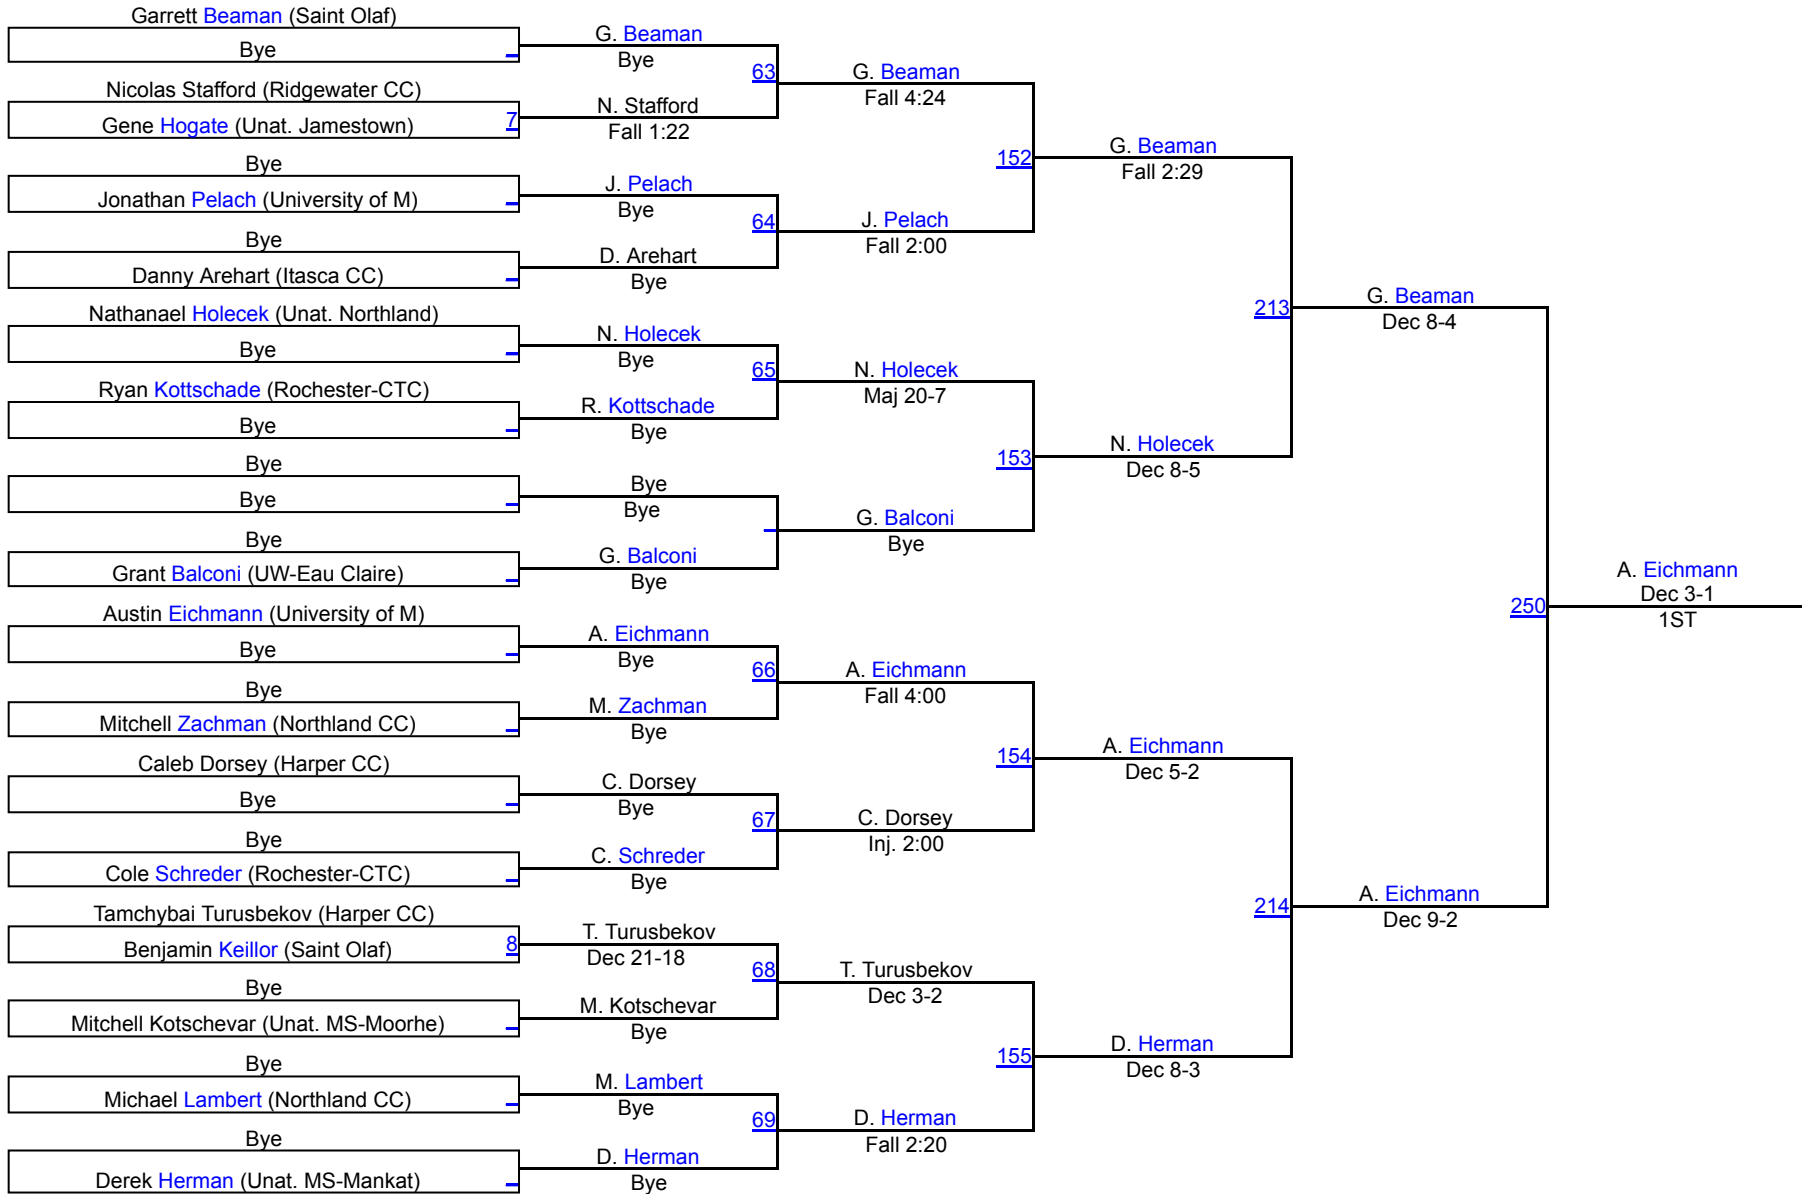 Garrett Beaman (Saint Olaf)
Bye
Nicolas Stafford (Ridgewater CC)
Gene Hogate (Unat. Jamestown)
7
Bye
Jonathan Pelach (University of M)
Bye
Danny Arehart (Itasca CC)
Nathanael Holecek (Unat. Northland)
Bye
Ryan Kottschade (Rochester-CTC)
Bye
Bye
Bye
Bye
Grant Balconi (UW-Eau Claire)
Austin Eichmann (University of M)
Bye
Bye
Mitchell Zachman (Northland CC)
Caleb Dorsey (Harper CC)
Bye
Bye
Cole Schreder (Rochester-CTC)
Tamchybai Turusbekov (Harper CC)
Benjamin Keillor (Saint Olaf)
8
Bye
Mitchell Kotschevar (Unat. MS-Moorhe)
Bye
Michael Lambert (Northland CC)
Bye
Derek Herman (Unat. MS-Mankat)
G. Beaman
Bye
63
N. Stafford
Fall 1:22
J. Pelach
Bye
64
D. Arehart
Bye
N. Holecek
Bye
65
R. Kottschade
Bye
Bye
Bye
G. Balconi
Bye
A. Eichmann
Bye
66
M. Zachman
Bye
C. Dorsey
Bye
67
C. Schreder
Bye
T. Turusbekov
Dec 21-18
68
M. Kotschevar
Bye
M. Lambert
Bye
69
D. Herman
Bye
G. Beaman
Fall 4:24
152
J. Pelach
Fall 2:00
N. Holecek
Maj 20-7
153
G. Balconi
Bye
A. Eichmann
Fall 4:00
154
C. Dorsey
Inj. 2:00
T. Turusbekov
Dec 3-2
155
D. Herman
Fall 2:20
G. Beaman
Fall 2:29
213
N. Holecek
Dec 8-5
A. Eichmann
Dec 5-2
214
D. Herman
Dec 8-3
G. Beaman
Dec 8-4
250
A. Eichmann
Dec 9-2
A. Eichmann
Dec 3-1
1ST